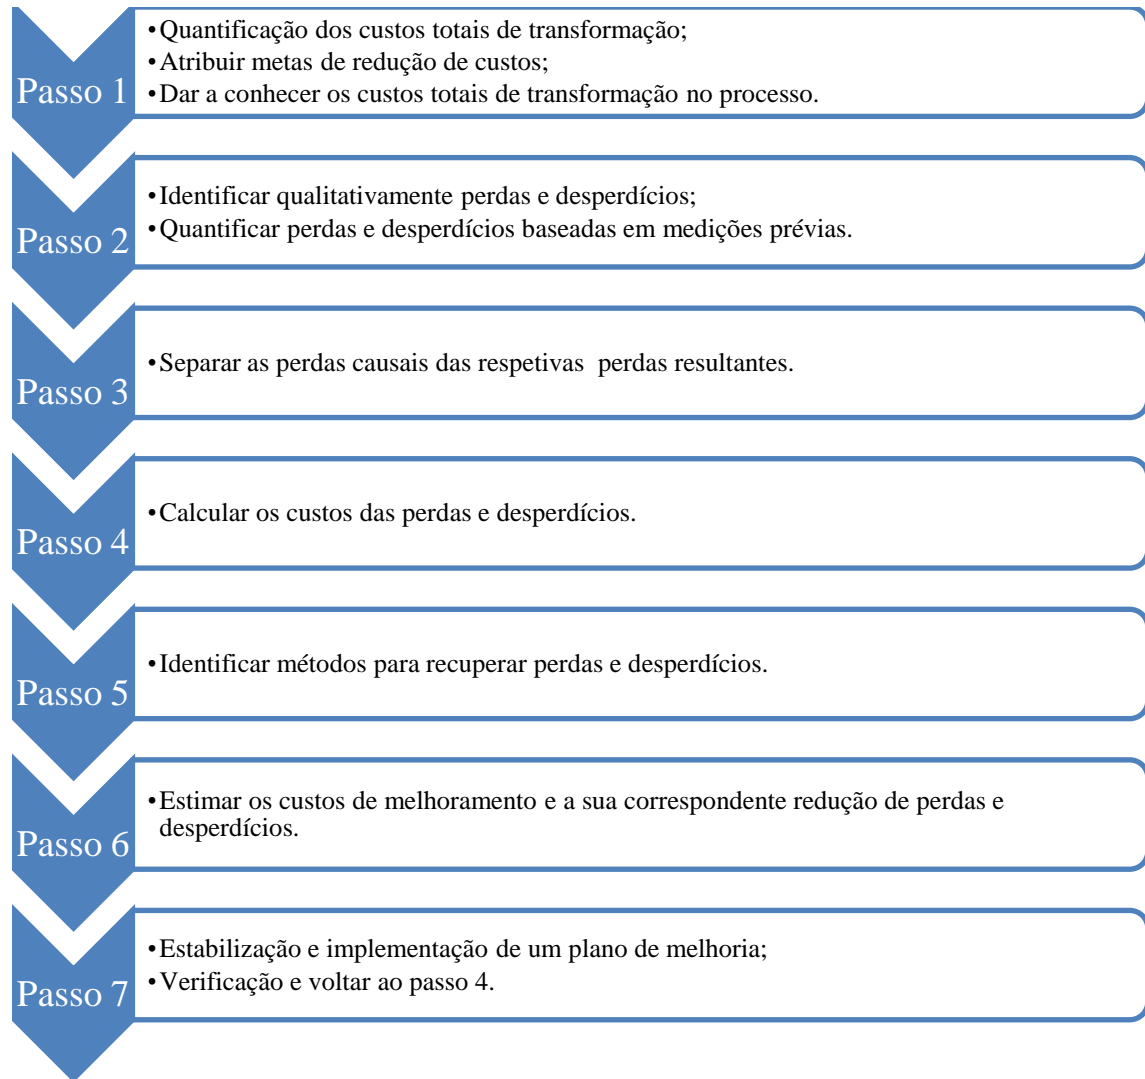 Passo 1
•Quantificação dos custos totais de transformação;
•Atribuir metas de redução de custos;
•Dar a conhecer os custos totais de transformação no processo.
Passo 2
•Identificar qualitativamente perdas e desperdícios;
•Quantificar perdas e desperdícios baseadas em medições prévias.
Passo 3
•Separar as perdas causais das respetivas perdas resultantes.
Passo 4
•Calcular os custos das perdas e desperdícios.
Passo 5
•Identificar métodos para recuperar perdas e desperdícios.
Passo 6
•Estimar os custos de melhoramento e a sua correspondente redução de perdas e
desperdícios.
Passo 7
•Estabilização e implementação de um plano de melhoria;
•Verificação e voltar ao passo 4.